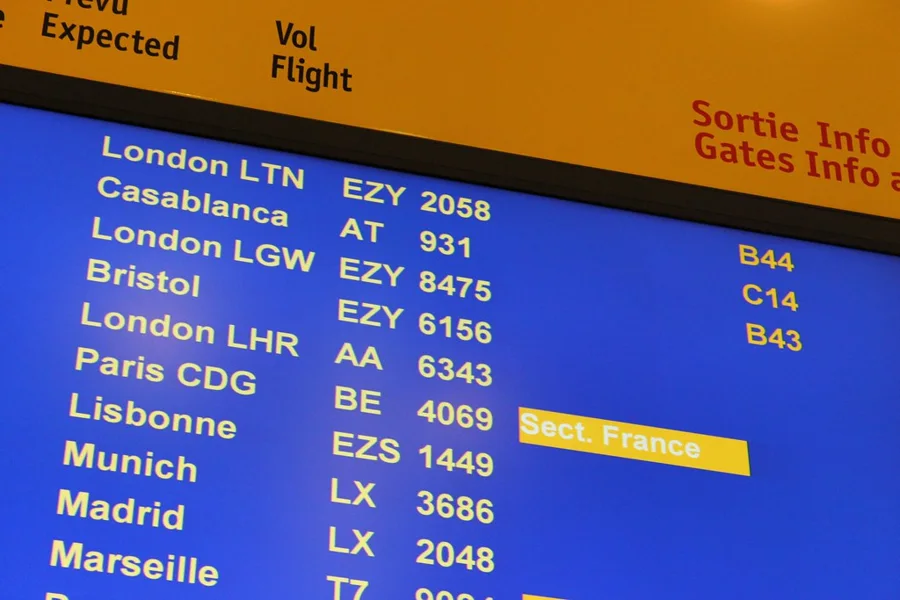 Prévu
Expected
Vol
Flight
Sortie Info
Gates Info
London LTN EZY 2058 B44
Casablanca AT 931 C14
London LGW EZY 8475 B43
Bristol EZY 6156
London LHR AA 6343
Paris CDG BE 4069 Sect. France
Lisbonne EZS 1449
Munich LX 3686
Madrid LX 2048
Marseille T7